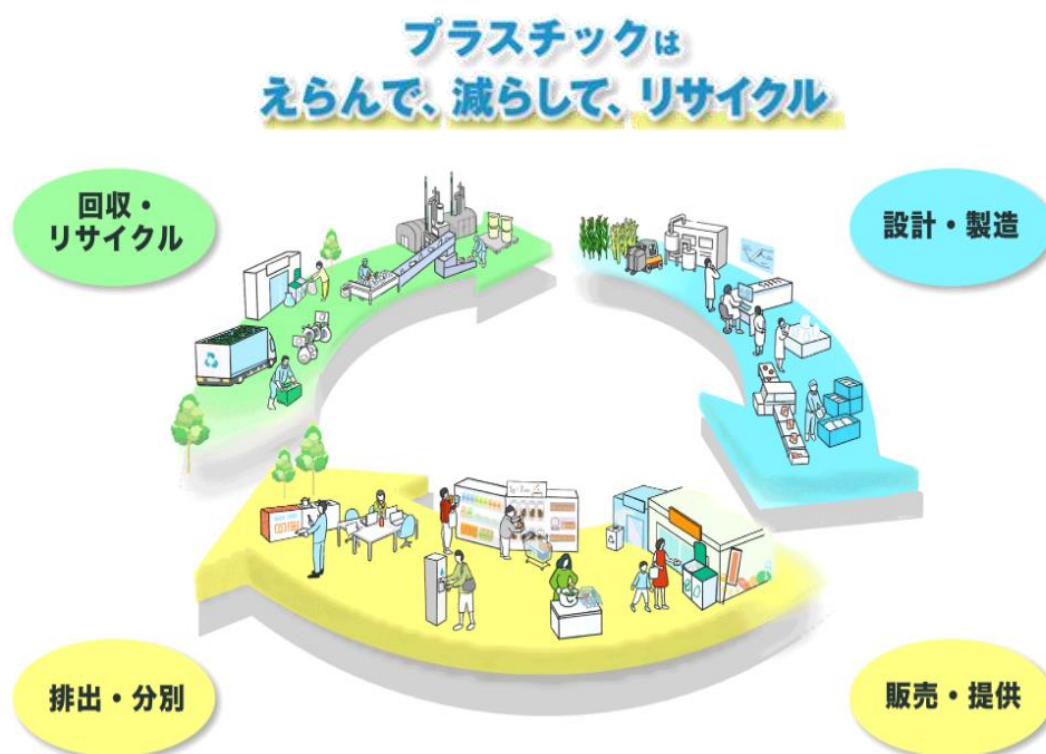 プラスチックは
えらんで、減らして、リサイクル
回収・
リサイクル
設計・製造
排出・分別
販売・提供